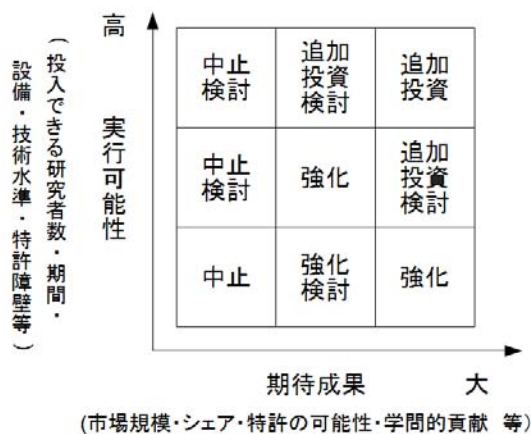 高
実行可能性
(投入できる研究者数・期間・
設備・技術水準・特許障壁等)
中止
検討
追加
投資
検討
追加
投資
中止
検討
強化
追加
投資
検討
中止
強化
検討
強化
期待成果 大
(市場規模・シェア・特許の可能性・学問的貢献 等)